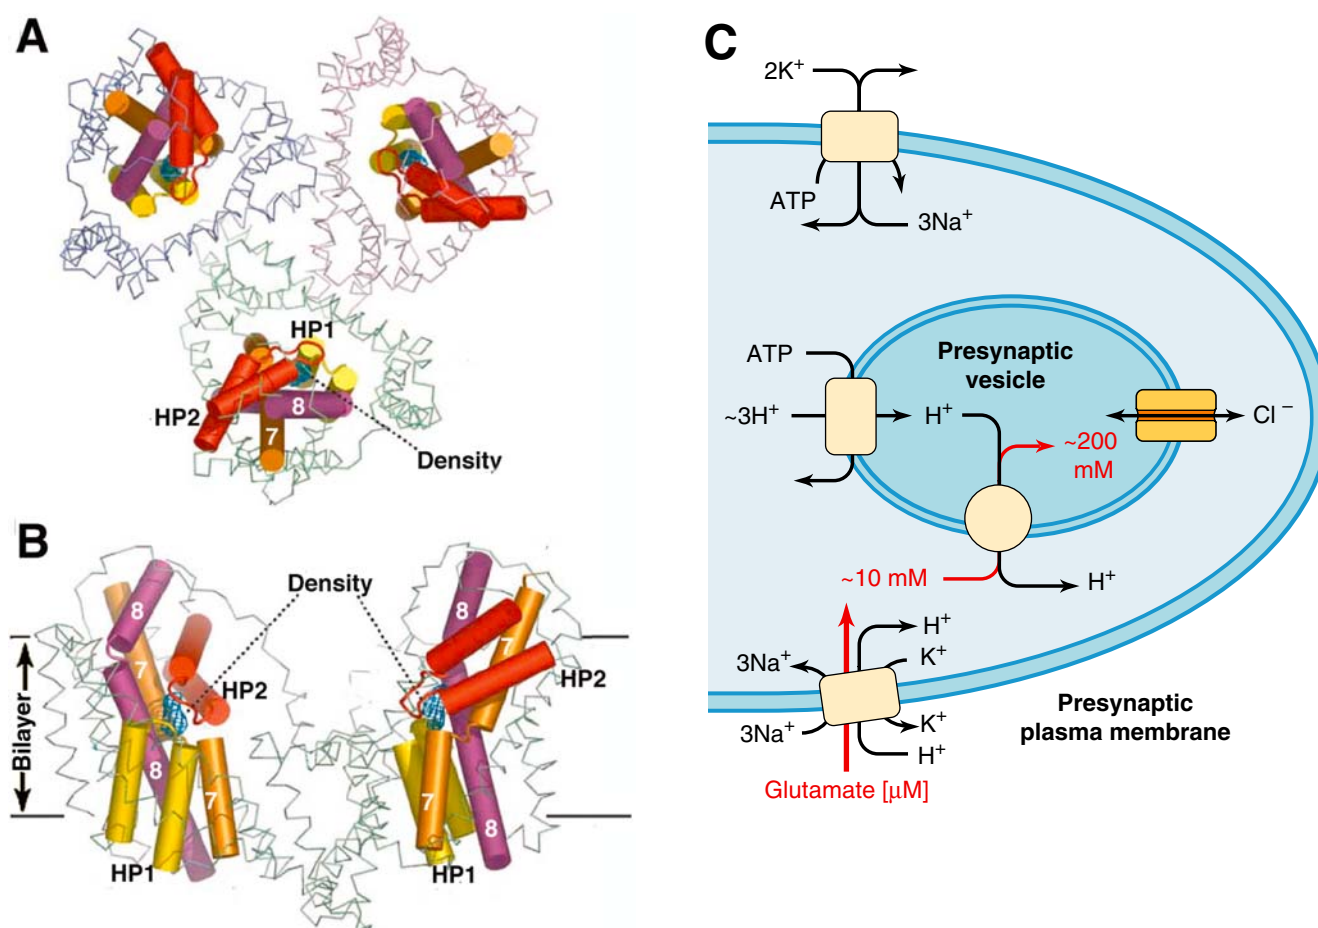 A
HP1
HP2
8
7
Density
B
Density
8
7
HP2
8
7
HP1
Bilayer
7
HP2
7
8
HP1
C
2K⁺
ATP
3Na⁺
ATP
~3H⁺
Presynaptic
vesicle
H⁺
~200
mM
Cl⁻
~10 mM
H⁺
H⁺
K⁺
3Na⁺
3Na⁺
K⁺
H⁺
Glutamate [μM]
Presynaptic
plasma membrane
8